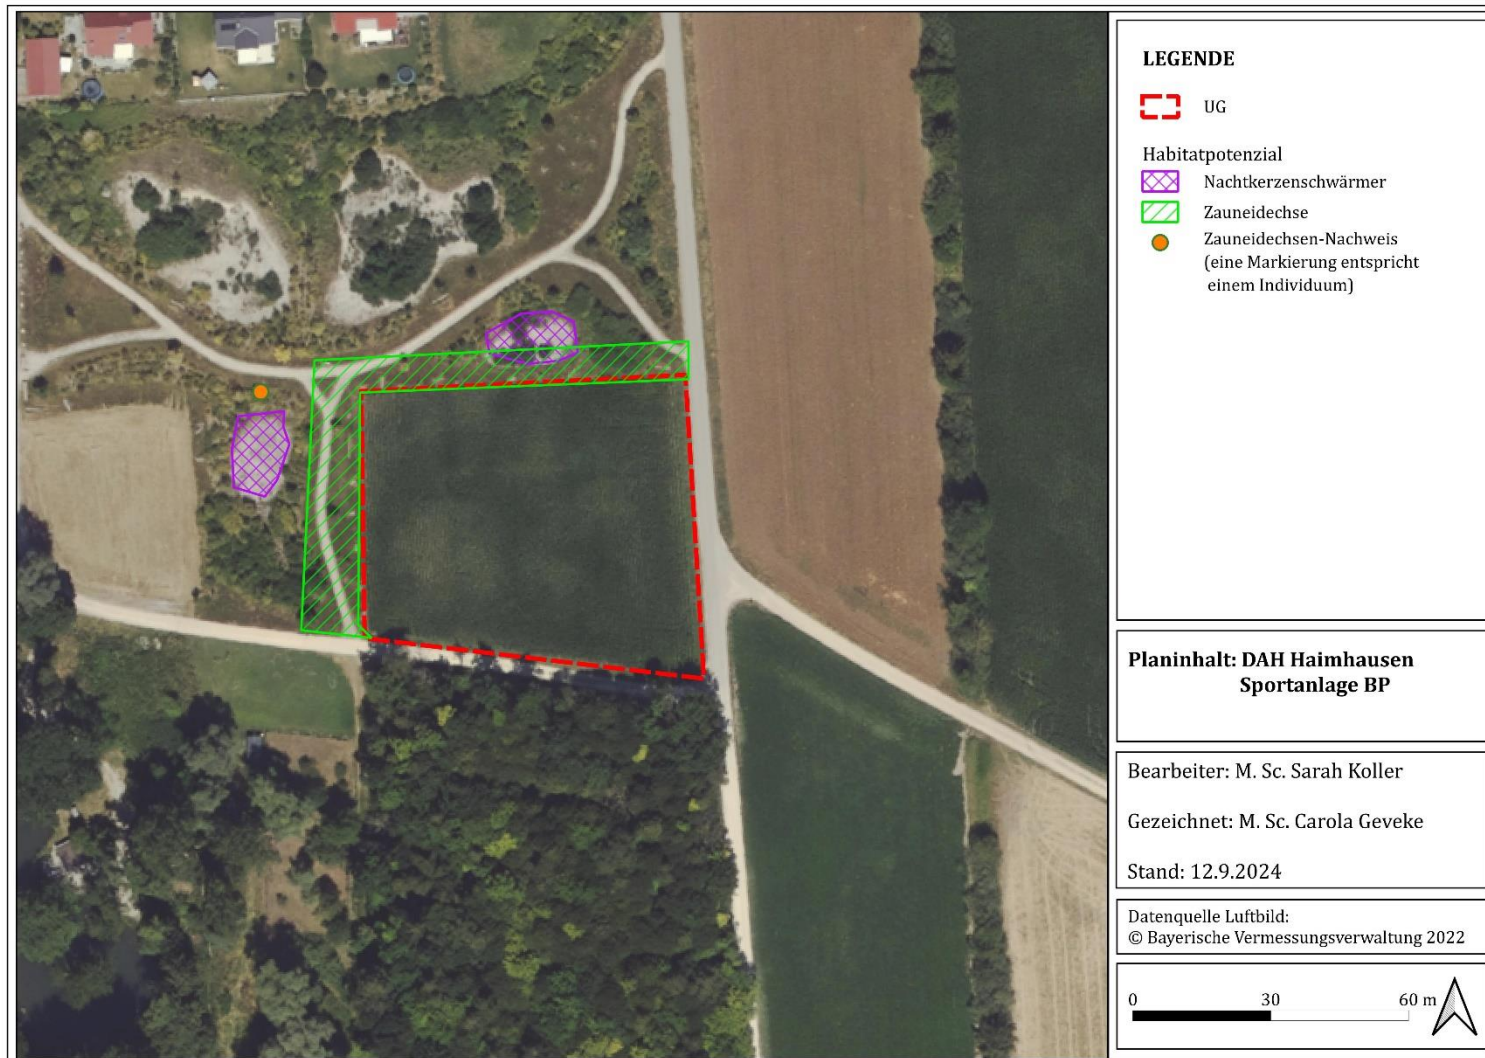 LEGENDE
UG
Habitatpotenzial
Nachtkerzenschwärmer
Zauneidechse
Zauneidechsen-Nachweis
(eine Markierung entspricht
einem Individuum)
Planinhalt: DAH Haimhausen
Sportanlage BP
Bearbeiter: M. Sc. Sarah Koller
Gezeichnet: M. Sc. Carola Geveke
Stand: 12.9.2024
Datenquelle Luftbild:
© Bayerische Vermessungsverwaltung 2022
0 30 60 m